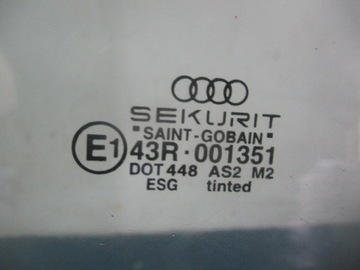 SEKURIT
"SAINT-GOBAIN"
E1 43R-001351
DOT 448 AS2 M2
ESG tinted